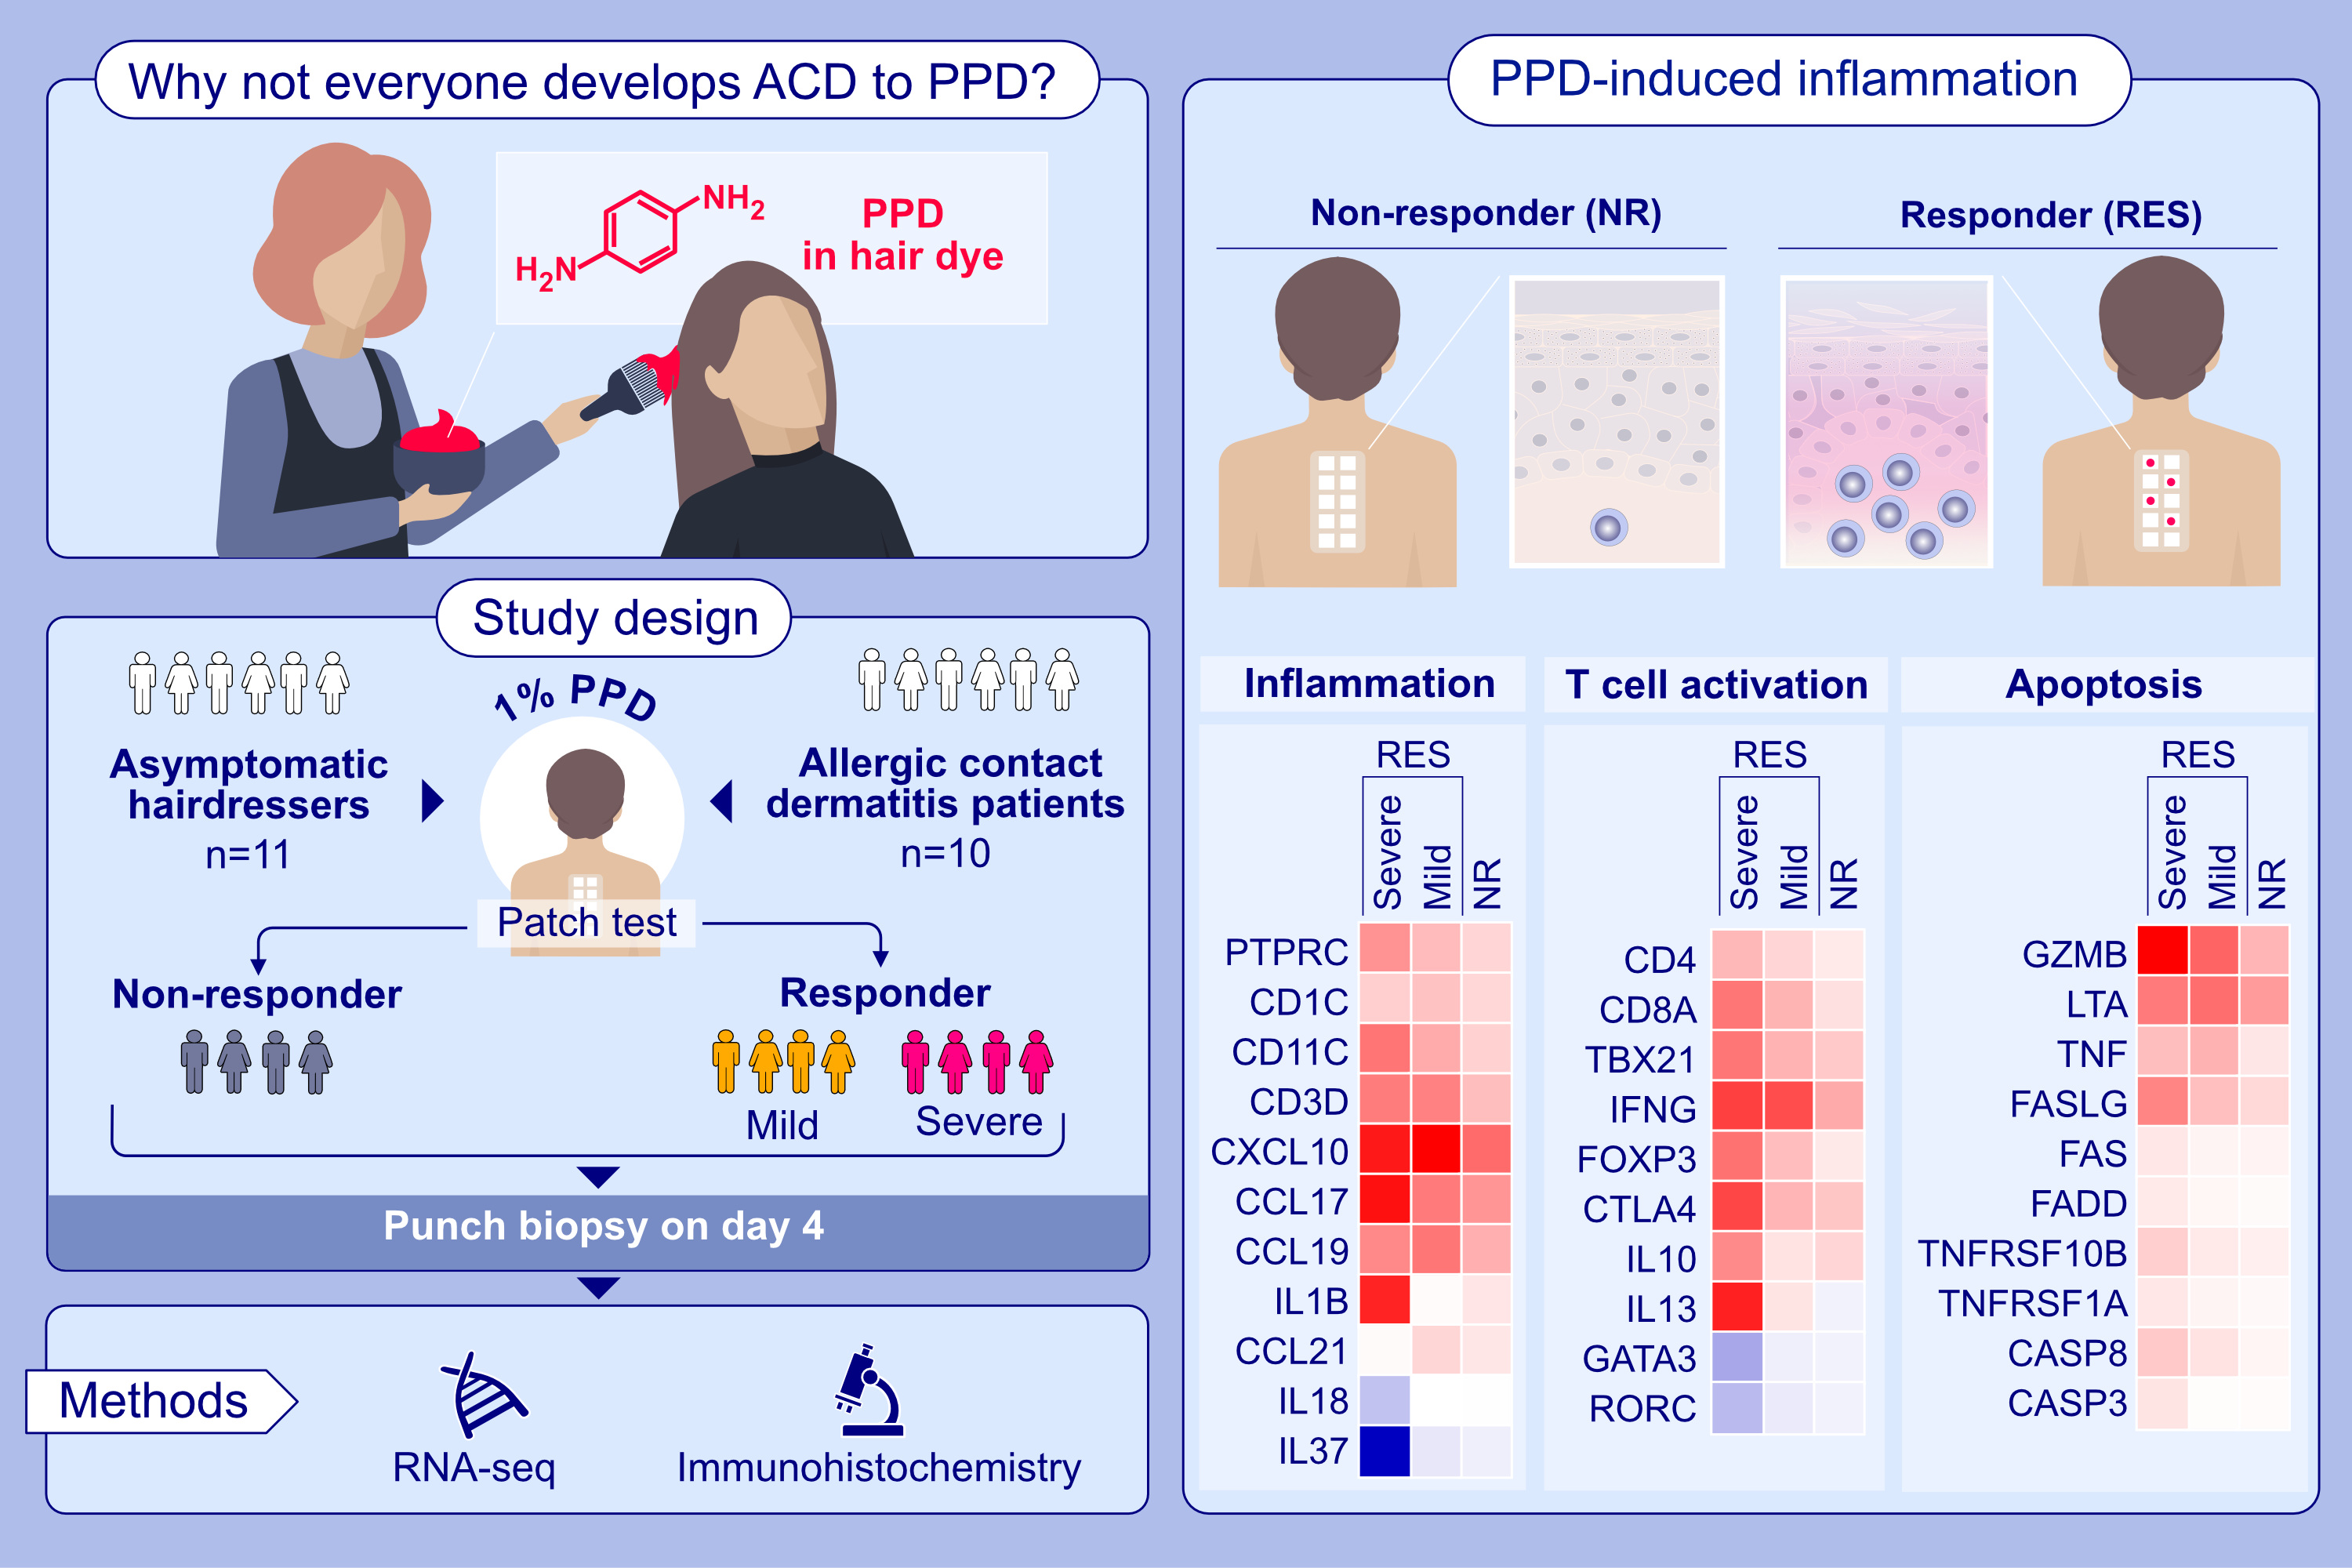 Why not everyone develops ACD to PPD?
NH2
H2N
PPD
in hair dye
Study design
1% PPD
Asymptomatic
hairdressers
n=11
Allergic contact
dermatitis patients
n=10
Patch test
Non-responder
Responder
Mild
Severe
Punch biopsy on day 4
Methods
RNA-seq
Immunohistochemistry
PPD-induced inflammation
Non-responder (NR)
Responder (RES)
Inflammation
RES
Severe
Mild
NR
PTPRC
CD1C
CD11C
CD3D
CXCL10
CCL17
CCL19
IL1B
CCL21
IL18
IL37
T cell activation
RES
Severe
Mild
NR
CD4
CD8A
TBX21
IFNG
FOXP3
CTLA4
IL10
IL13
GATA3
RORC
Apoptosis
RES
Severe
Mild
NR
GZMB
LTA
TNF
FASLG
FAS
FADD
TNFRSF10B
TNFRSF1A
CASP8
CASP3